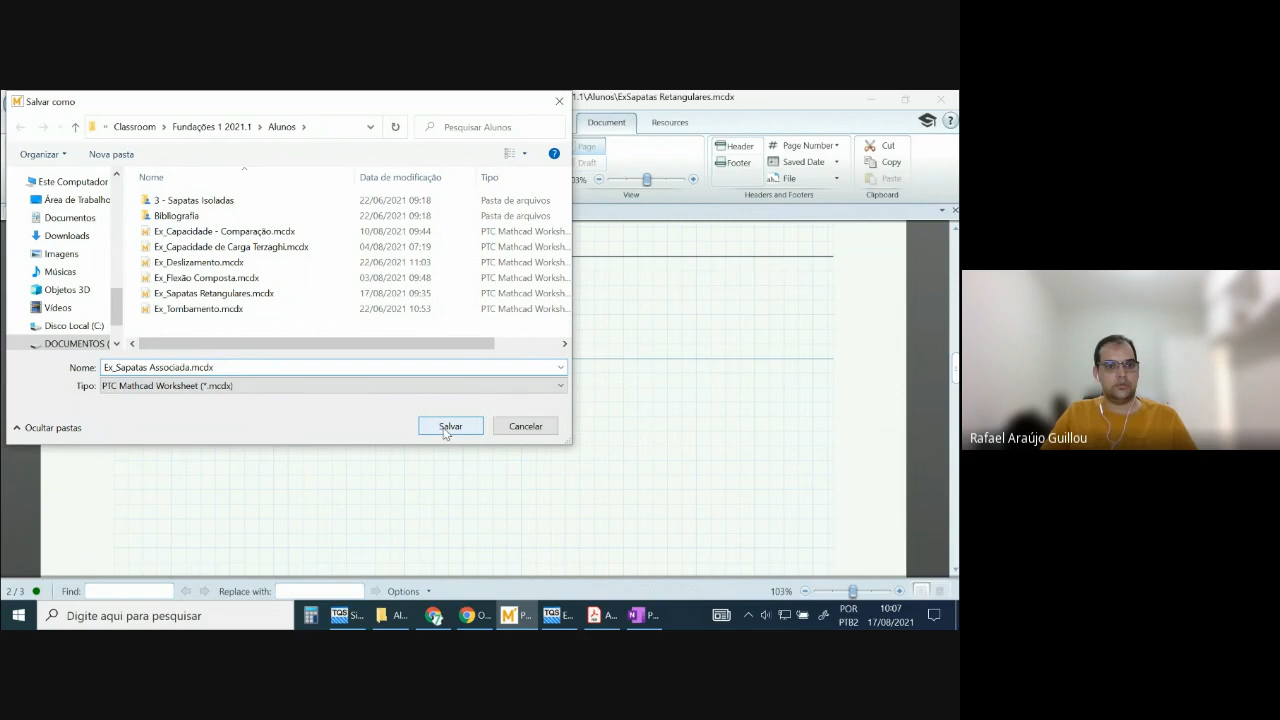 Salvar como
1.1\Alunos\ExSapatas Retangulares.mcdx
« Classroom › Fundações 1 2021.1 › Alunos ›
Pesquisar Alunos
Document
Resources
Organizar
Nova pasta
Page
Draft
Header
Footer
Page Number
Saved Date
File
Cut
Copy
Paste
View
Headers and Footers
Clipboard
Nome
Data de modificação
Tipo
Este Computador
Área de Trabalho
Documentos
Downloads
Imagens
Músicas
Objetos 3D
Vídeos
Disco Local (C:)
DOCUMENTOS (
3 - Sapatas Isoladas 22/06/2021 09:18 Pasta de arquivos
Bibliografia 22/06/2021 09:18 Pasta de arquivos
Ex_Capacidade - Comparação.mcdx 10/08/2021 09:44 PTC Mathcad Worksh...
Ex_Capacidade de Carga Terzaghi.mcdx 04/08/2021 07:19 PTC Mathcad Worksh...
Ex_Deslizamento.mcdx 22/06/2021 11:03 PTC Mathcad Worksh...
Ex_Flexão Composta.mcdx 03/08/2021 09:48 PTC Mathcad Worksh...
Ex_Sapatas Retangulares.mcdx 17/08/2021 09:35 PTC Mathcad Worksh...
Ex_Tombamento.mcdx 22/06/2021 10:53 PTC Mathcad Worksh...
Nome: Ex_Sapatas Associada.mcdx
Tipo: PTC Mathcad Worksheet (*.mcdx)
Ocultar pastas
Salvar
Cancelar
Rafael Araújo Guillou
2 / 3
Find:
Replace with:
Options
103%
Digite aqui para pesquisar
TQS Si...
Al...
O...
P...
TQS E...
A...
P...
POR
PTB2
10:07
17/08/2021